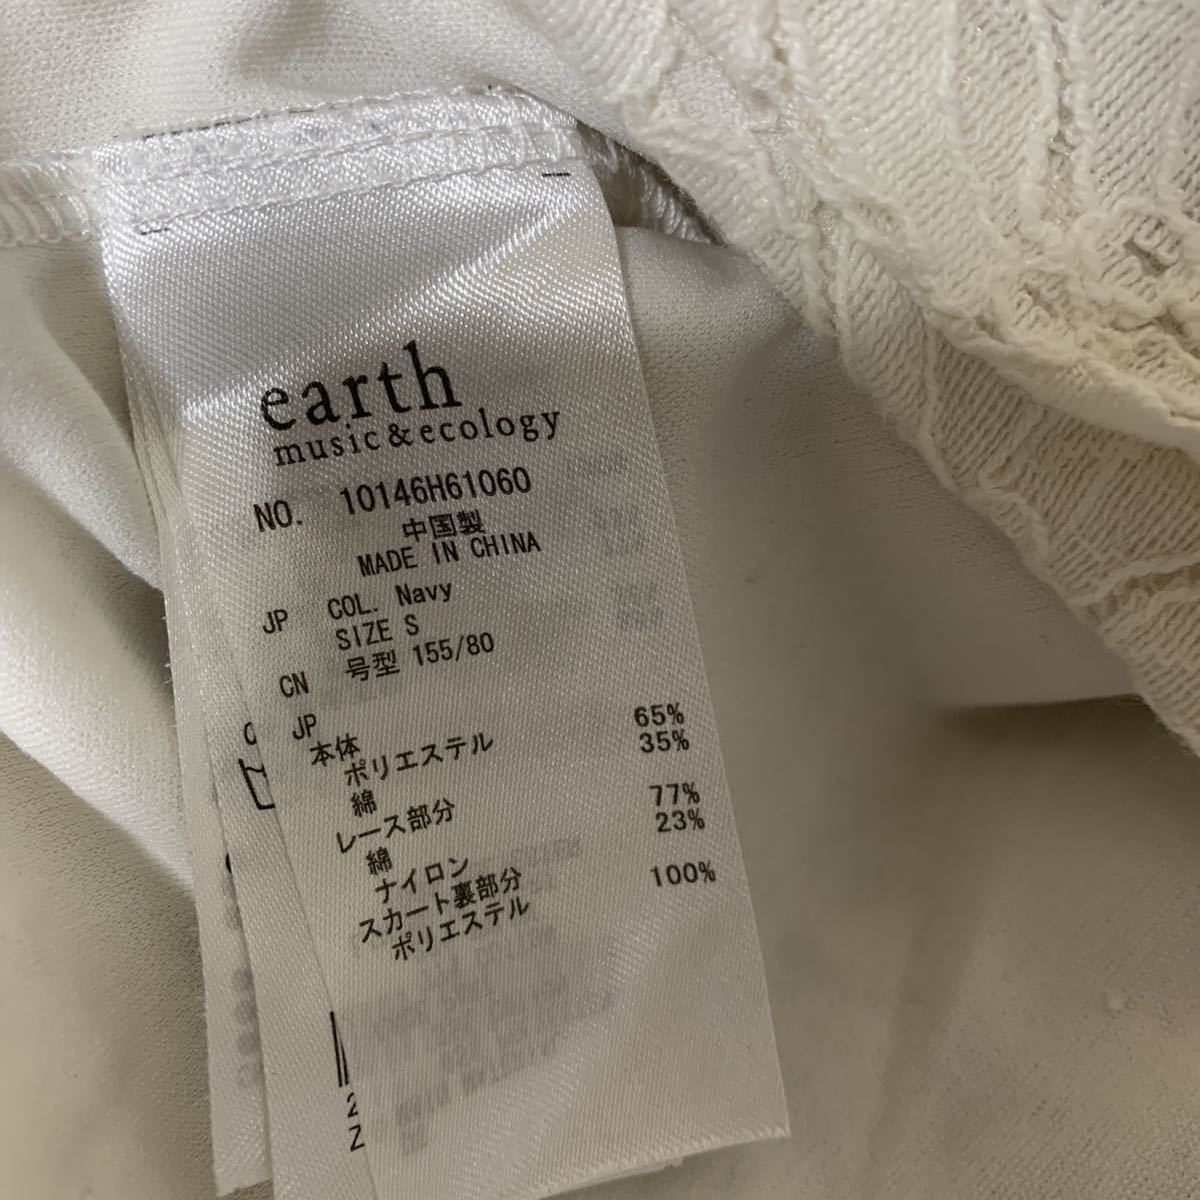 earth
music&ecology
NO. 10146H61060
中国製
MADE IN CHINA
JP COL. Navy
SIZE S
CN 号型 155/80
JP
本体
ポリエステル 65%
綿 35%
レース部分
綿 77%
ナイロン 23%
スカート裏部分
ポリエステル 100%